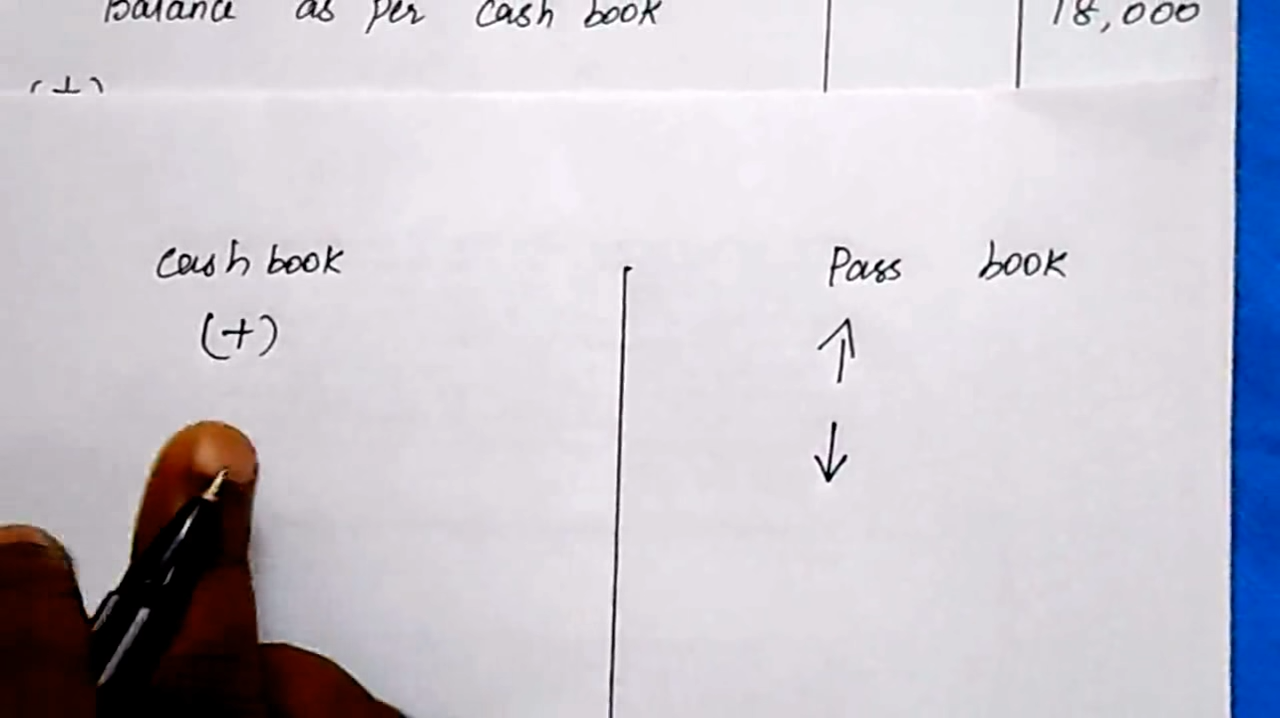 Balance as per cash book 18,000
(+)
cash book Pass book
(+) ↑
↓